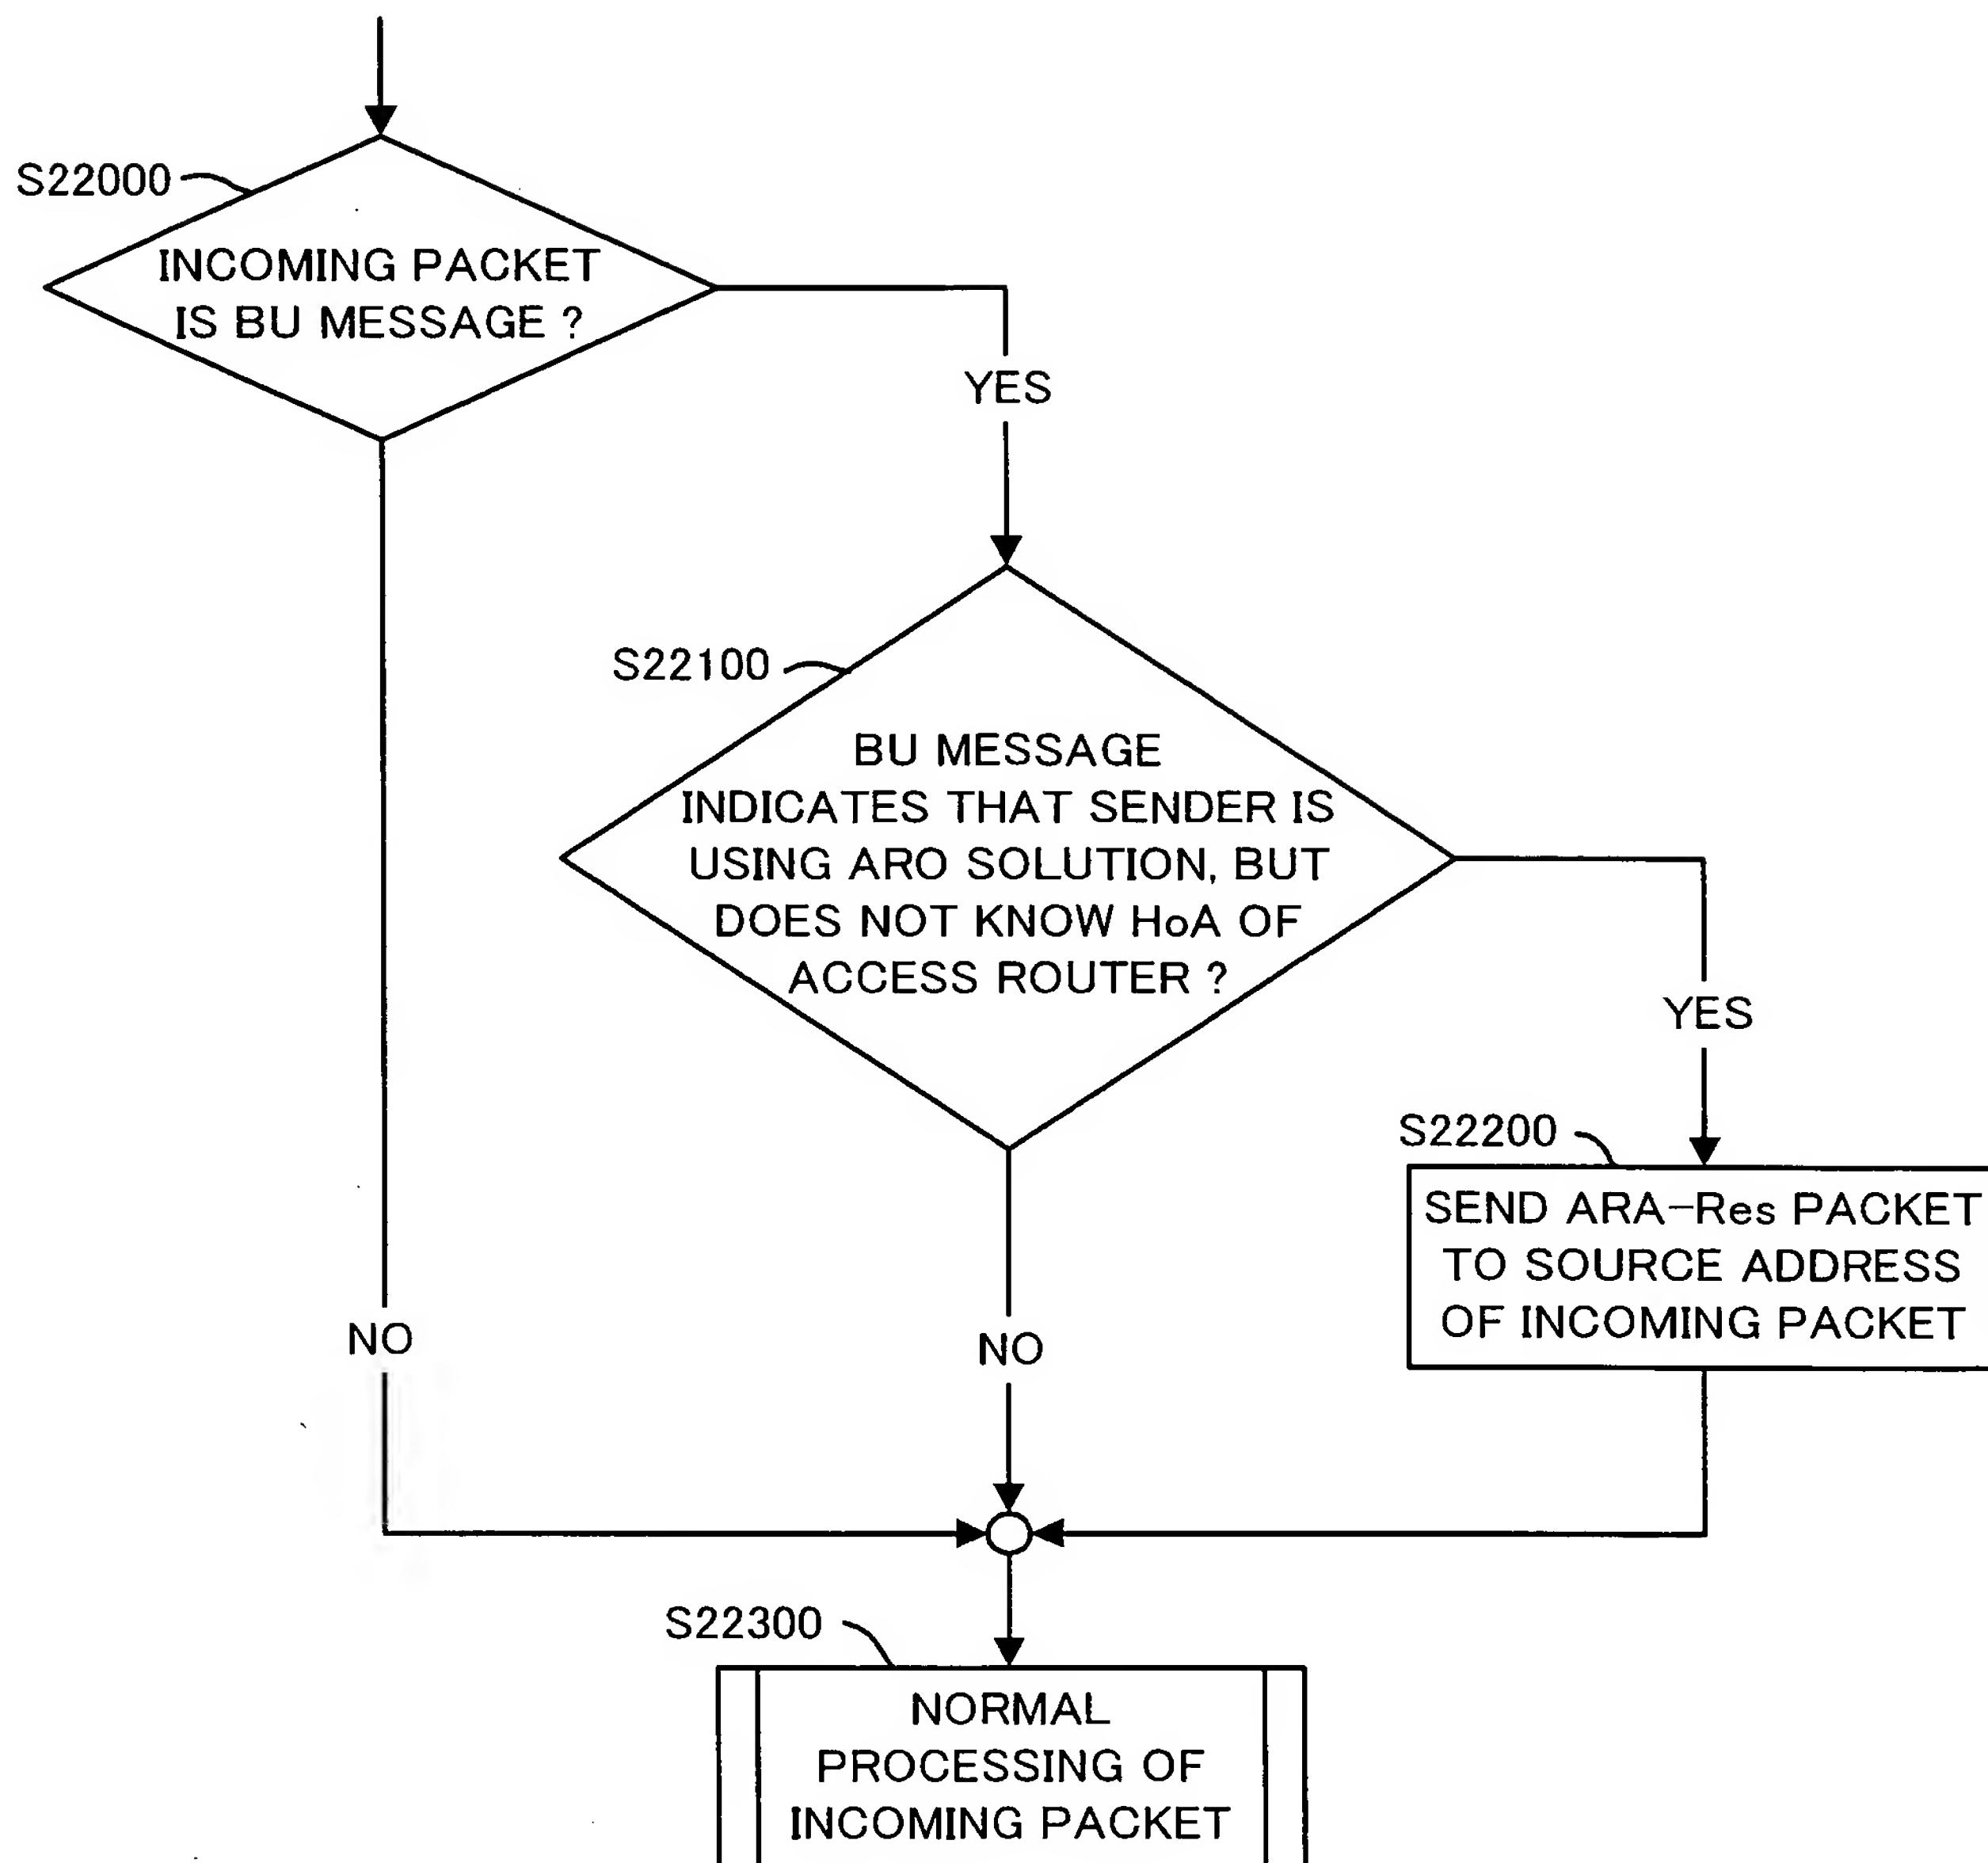 S22000
INCOMING PACKET
IS BU MESSAGE ?
YES
S22100
BU MESSAGE
INDICATES THAT SENDER IS
USING ARO SOLUTION, BUT
DOES NOT KNOW HoA OF
ACCESS ROUTER ?
YES
S22200
SEND ARA-Res PACKET
TO SOURCE ADDRESS
OF INCOMING PACKET
NO
NO
S22300
NORMAL
PROCESSING OF
INCOMING PACKET